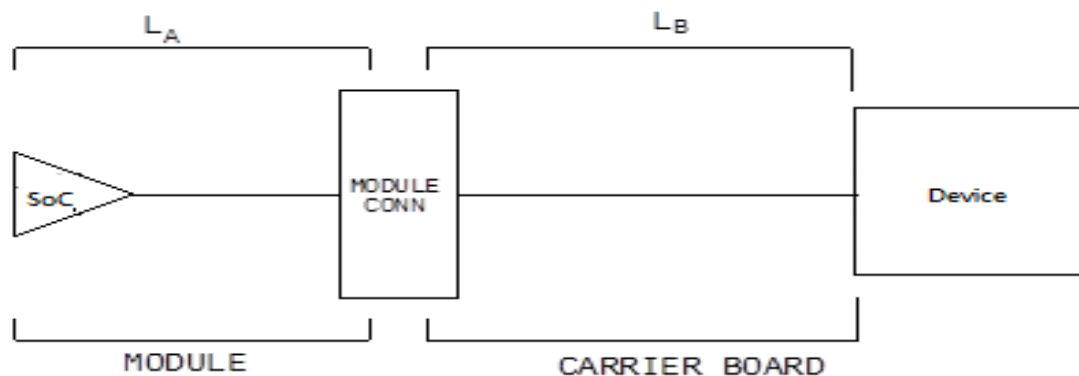 LA
LB
SoC
MODULE
CONN
Device
MODULE
CARRIER BOARD